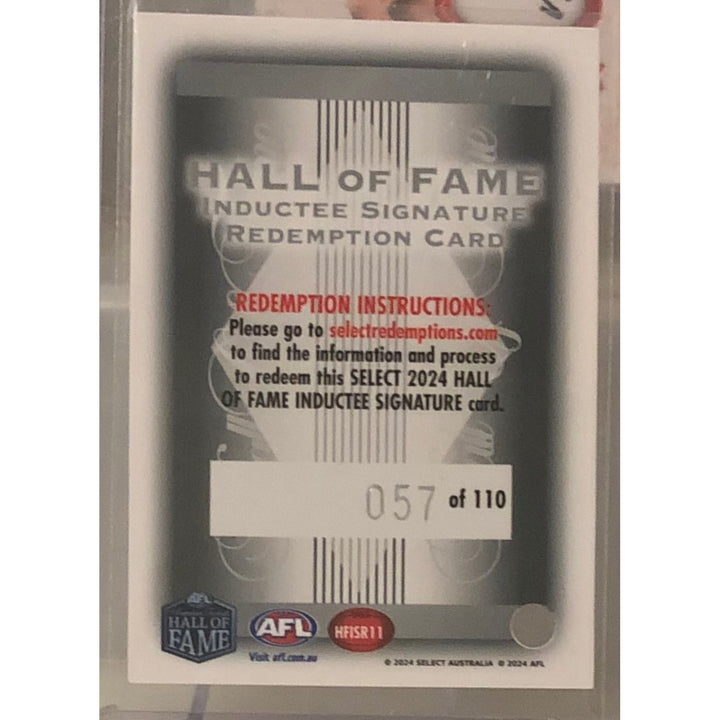 HALL OF FAME
INDUCTEE SIGNATURE
REDEMPTION CARD
REDEMPTION INSTRUCTIONS:
Please go to selectredemptions.com
to find the information and process
to redeem this SELECT 2024 HALL
OF FAME INDUCTEE SIGNATURE card.
057 of 110
AFL
HALL OF
FAME
AFL
Visit afl.com.au
HFISR11
© 2024 SELECT AUSTRALIA © 2024 AFL